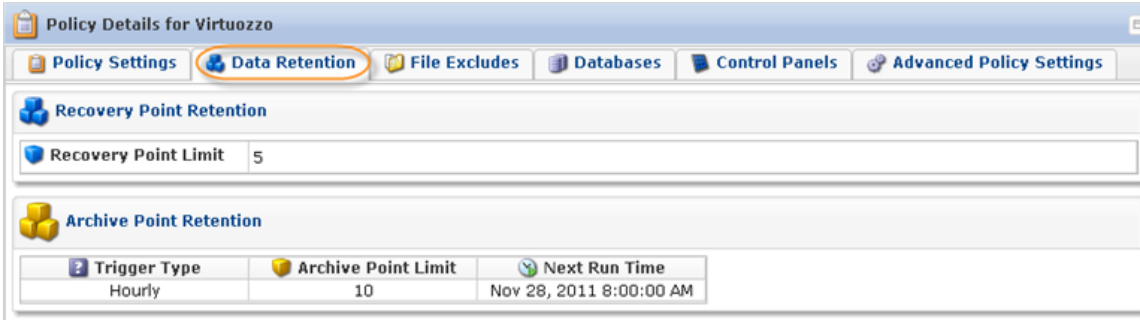 Policy Details for Virtuozzo
Policy Settings Data Retention File Excludes Databases Control Panels Advanced Policy Settings
Recovery Point Retention
Recovery Point Limit 5
Archive Point Retention
Trigger Type Archive Point Limit Next Run Time
Hourly 10 Nov 28, 2011 8:00:00 AM